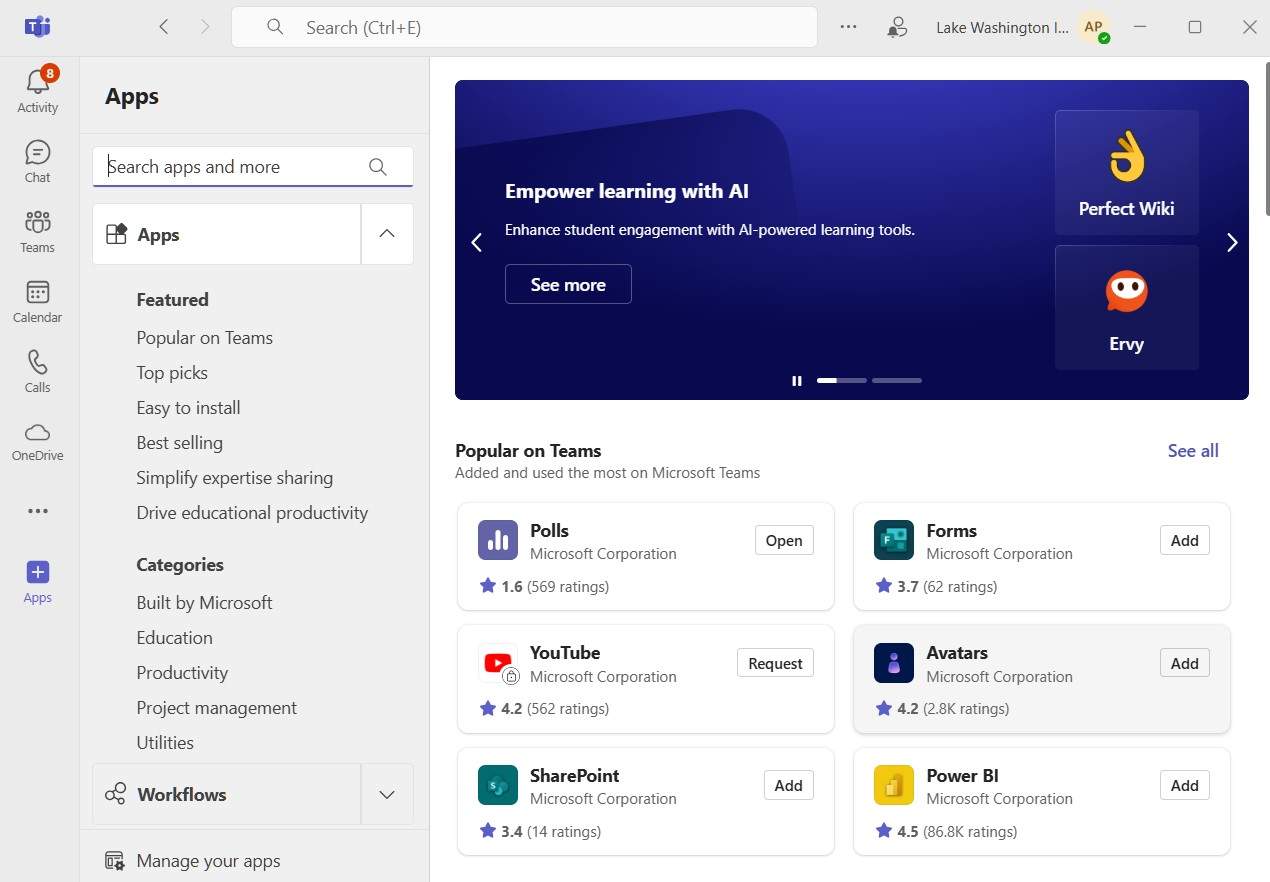 Search (Ctrl+E)
Lake Washington I...
AP
8
Activity
Chat
Teams
Calendar
Calls
OneDrive
Apps
Apps
Search apps and more
Apps
Featured
Popular on Teams
Top picks
Easy to install
Best selling
Simplify expertise sharing
Drive educational productivity
Categories
Built by Microsoft
Education
Productivity
Project management
Utilities
Workflows
Manage your apps
Empower learning with AI
Enhance student engagement with AI-powered learning tools.
See more
Perfect Wiki
Ervy
Popular on Teams
See all
Added and used the most on Microsoft Teams
Polls
Microsoft Corporation
Open
1.6 (569 ratings)
Forms
Microsoft Corporation
Add
3.7 (62 ratings)
YouTube
Microsoft Corporation
Request
4.2 (562 ratings)
Avatars
Microsoft Corporation
Add
4.2 (2.8K ratings)
SharePoint
Microsoft Corporation
Add
3.4 (14 ratings)
Power BI
Microsoft Corporation
Add
4.5 (86.8K ratings)